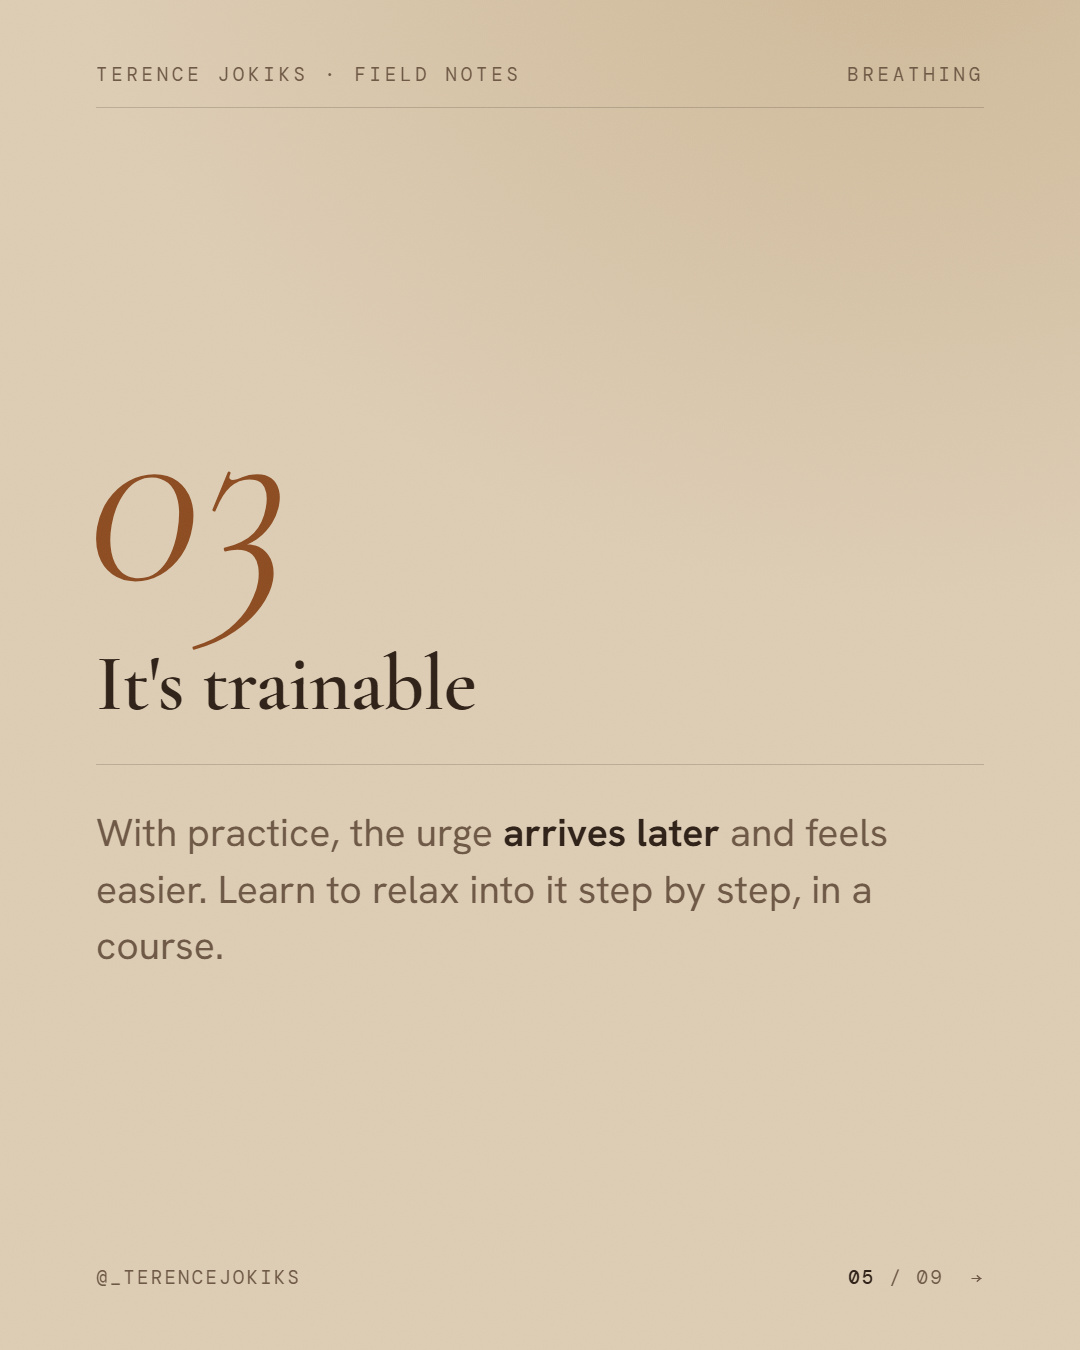 TERENCE JOKIKS · FIELD NOTES
BREATHING
03
It's trainable
With practice, the urge arrives later and feels
easier. Learn to relax into it step by step, in a
course.
@_TERENCEJOKIKS
05 / 09 →